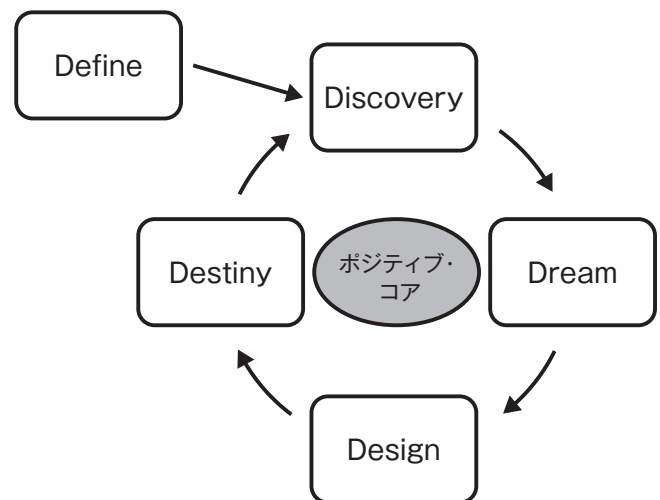 Define
Discovery
Destiny
ポジティブ・
コア
Dream
Design